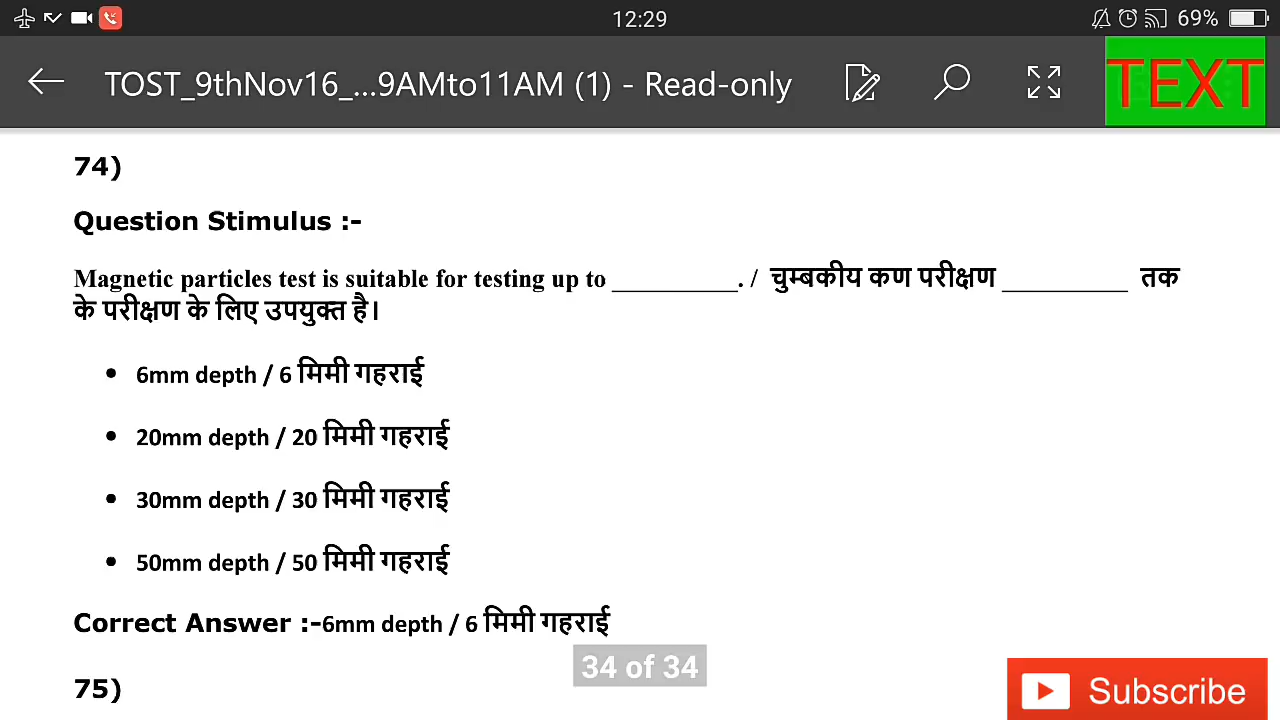 12:29
69%
TOST_9thNov16_...9AMto11AM (1) - Read-only
TEXT
74)
Question Stimulus :-
Magnetic particles test is suitable for testing up to __________. / चुम्बकीय कण परीक्षण __________ तक
के परीक्षण के लिए उपयुक्त है।
• 6mm depth / 6 मिमी गहराई
• 20mm depth / 20 मिमी गहराई
• 30mm depth / 30 मिमी गहराई
• 50mm depth / 50 मिमी गहराई
Correct Answer :-6mm depth / 6 मिमी गहराई
34 of 34
75)
Subscribe